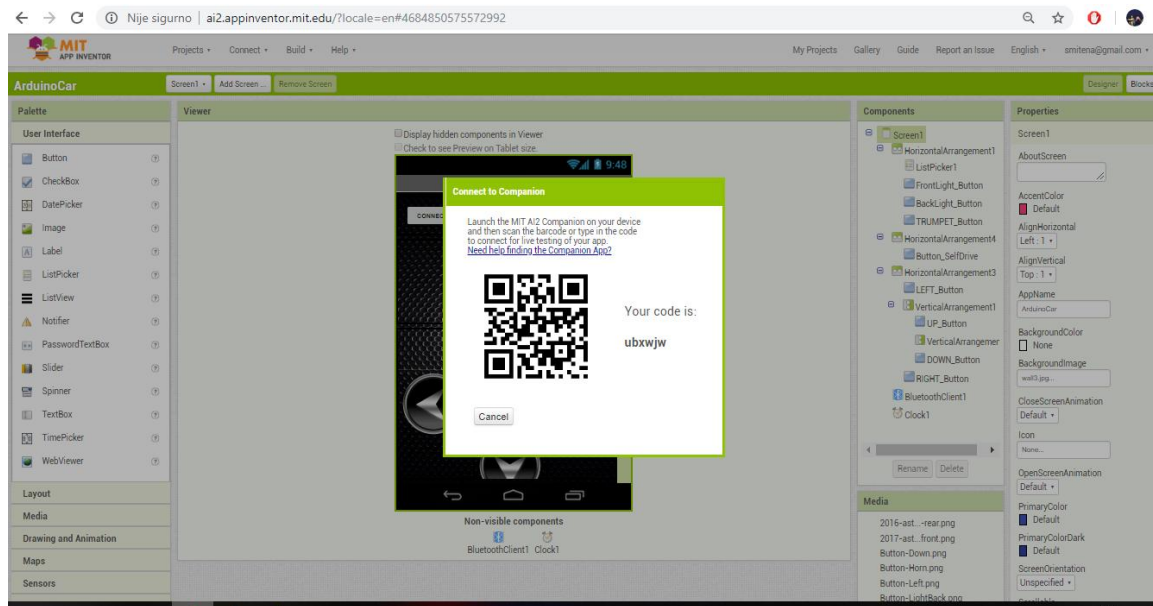 Nije sigurno | ai2.appinventor.mit.edu/?locale=en#4684850575572992
MIT
APP INVENTOR
Projects
Connect
Build
Help
My Projects
Gallery
Guide
Report an Issue
English
smitena@gmail.com
ArduinoCar
Screen1
Add Screen ...
Remove Screen
Designer
Blocks
Palette
User Interface
Button
CheckBox
DatePicker
Image
Label
ListPicker
ListView
Notifier
PasswordTextBox
Slider
Spinner
TextBox
TimePicker
WebViewer
Layout
Media
Drawing and Animation
Maps
Sensors
Viewer
Display hidden components in Viewer
Check to see Preview on Tablet size.
9:48
CONNEC
Connect to Companion
Launch the MIT AI2 Companion on your device
and then scan the barcode or type in the code
to connect for live testing of your app.
Need help finding the Companion App?
Your code is:
ubxwjw
Cancel
Non-visible components
BluetoothClient1
Clock1
Components
Screen1
HorizontalArrangement1
ListPicker1
FrontLight_Button
BackLight_Button
TRUMPET_Button
HorizontalArrangement4
Button_SelfDrive
HorizontalArrangement3
LEFT_Button
VerticalArrangement1
UP_Button
VerticalArrangemer
DOWN_Button
RIGHT_Button
BluetoothClient1
Clock1
Rename
Delete
Media
2016-ast...-rear.png
2017-ast...front.png
Button-Down.png
Button-Horn.png
Button-Left.png
Button-LightBack.png
Properties
Screen1
AboutScreen
AccentColor
Default
AlignHorizontal
Left : 1
AlignVertical
Top : 1
AppName
ArduinoCar
BackgroundColor
None
BackgroundImage
wall3.jpg...
CloseScreenAnimation
Default
Icon
None...
OpenScreenAnimation
Default
PrimaryColor
Default
PrimaryColorDark
Default
ScreenOrientation
Unspecified